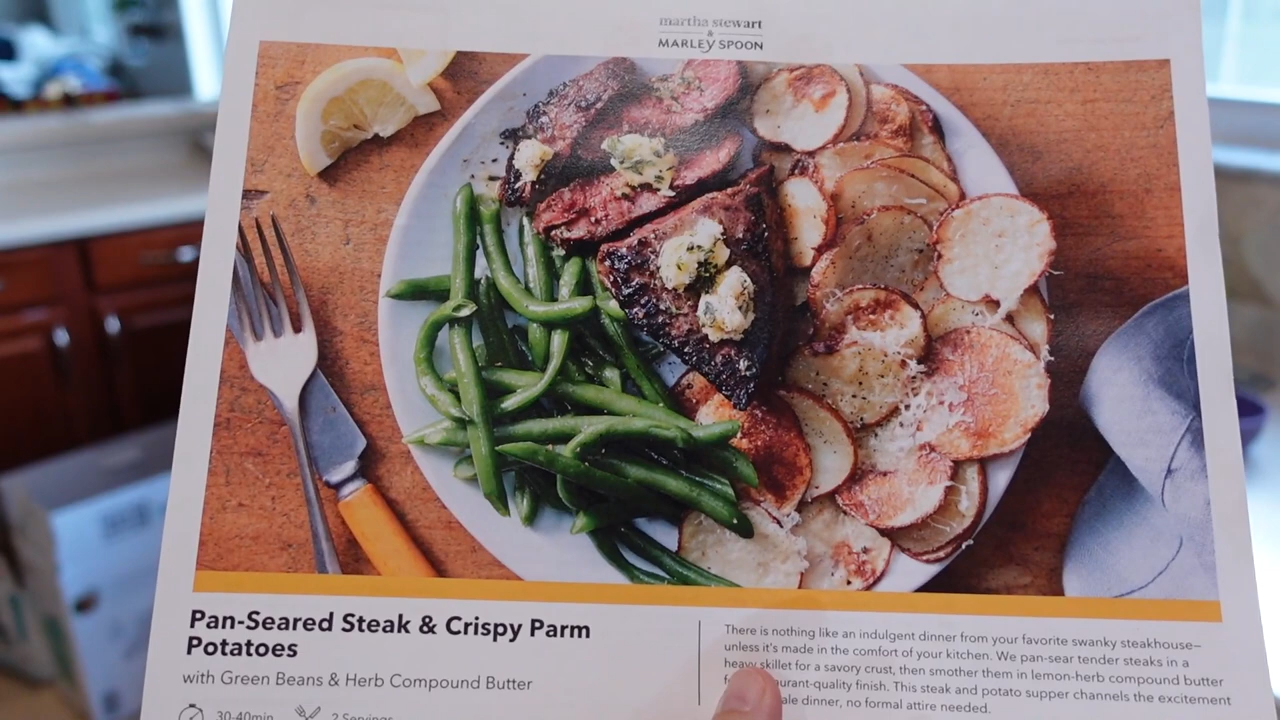 martha stewart
&
MARLEY SPOON
Pan-Seared Steak & Crispy Parm
Potatoes
with Green Beans & Herb Compound Butter
30-40min
2 Servings
There is nothing like an indulgent dinner from your favorite swanky steakhouse—
unless it's made in the comfort of your kitchen. We pan-sear tender steaks in a
heavy skillet for a savory crust, then smother them in lemon-herb compound butter
aurant-quality finish. This steak and potato supper channels the excitement
ale dinner, no formal attire needed.